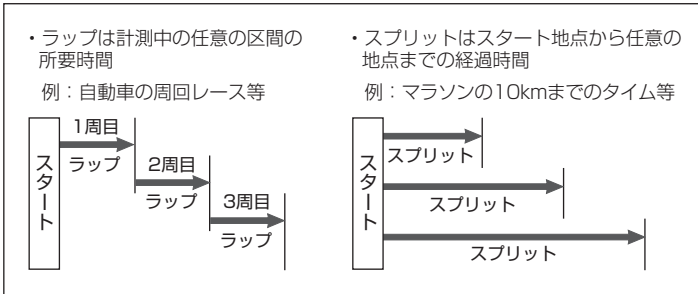 ・ラップは計測中の任意の区間の
所要時間
例：自動車の周回レース等
スタート
1周目
ラップ
2周目
ラップ
3周目
ラップ
・スプリットはスタート地点から任意の
地点までの経過時間
例：マラソンの10kmまでのタイム等
スタート
スプリット
スプリット
スプリット